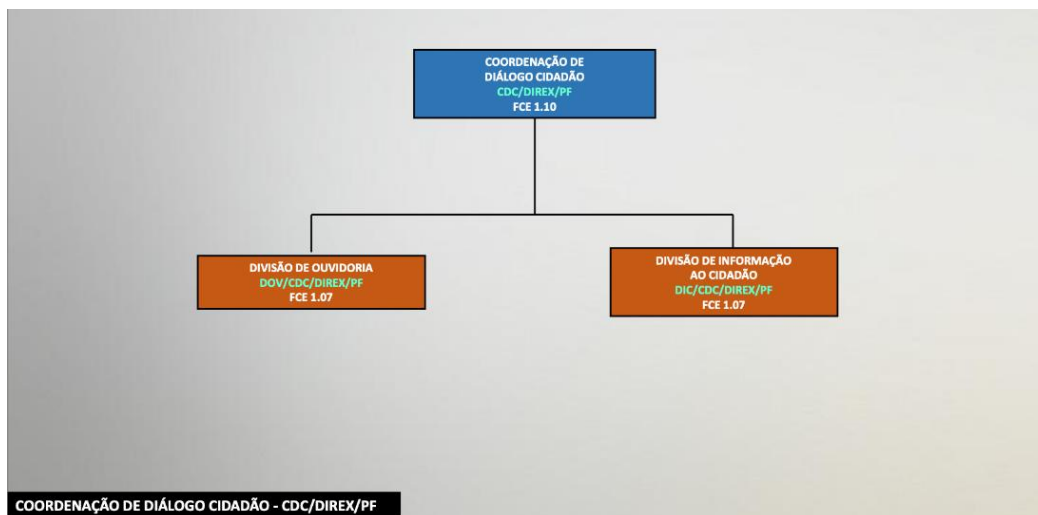 COORDENAÇÃO DE
DIÁLOGO CIDADÃO
CDC/DIREX/PF
FCE 1.10
DIVISÃO DE OUVIDORIA
DOV/CDC/DIREX/PF
FCE 1.07
DIVISÃO DE INFORMAÇÃO
AO CIDADÃO
DIC/CDC/DIREX/PF
FCE 1.07
COORDENAÇÃO DE DIÁLOGO CIDADÃO - CDC/DIREX/PF